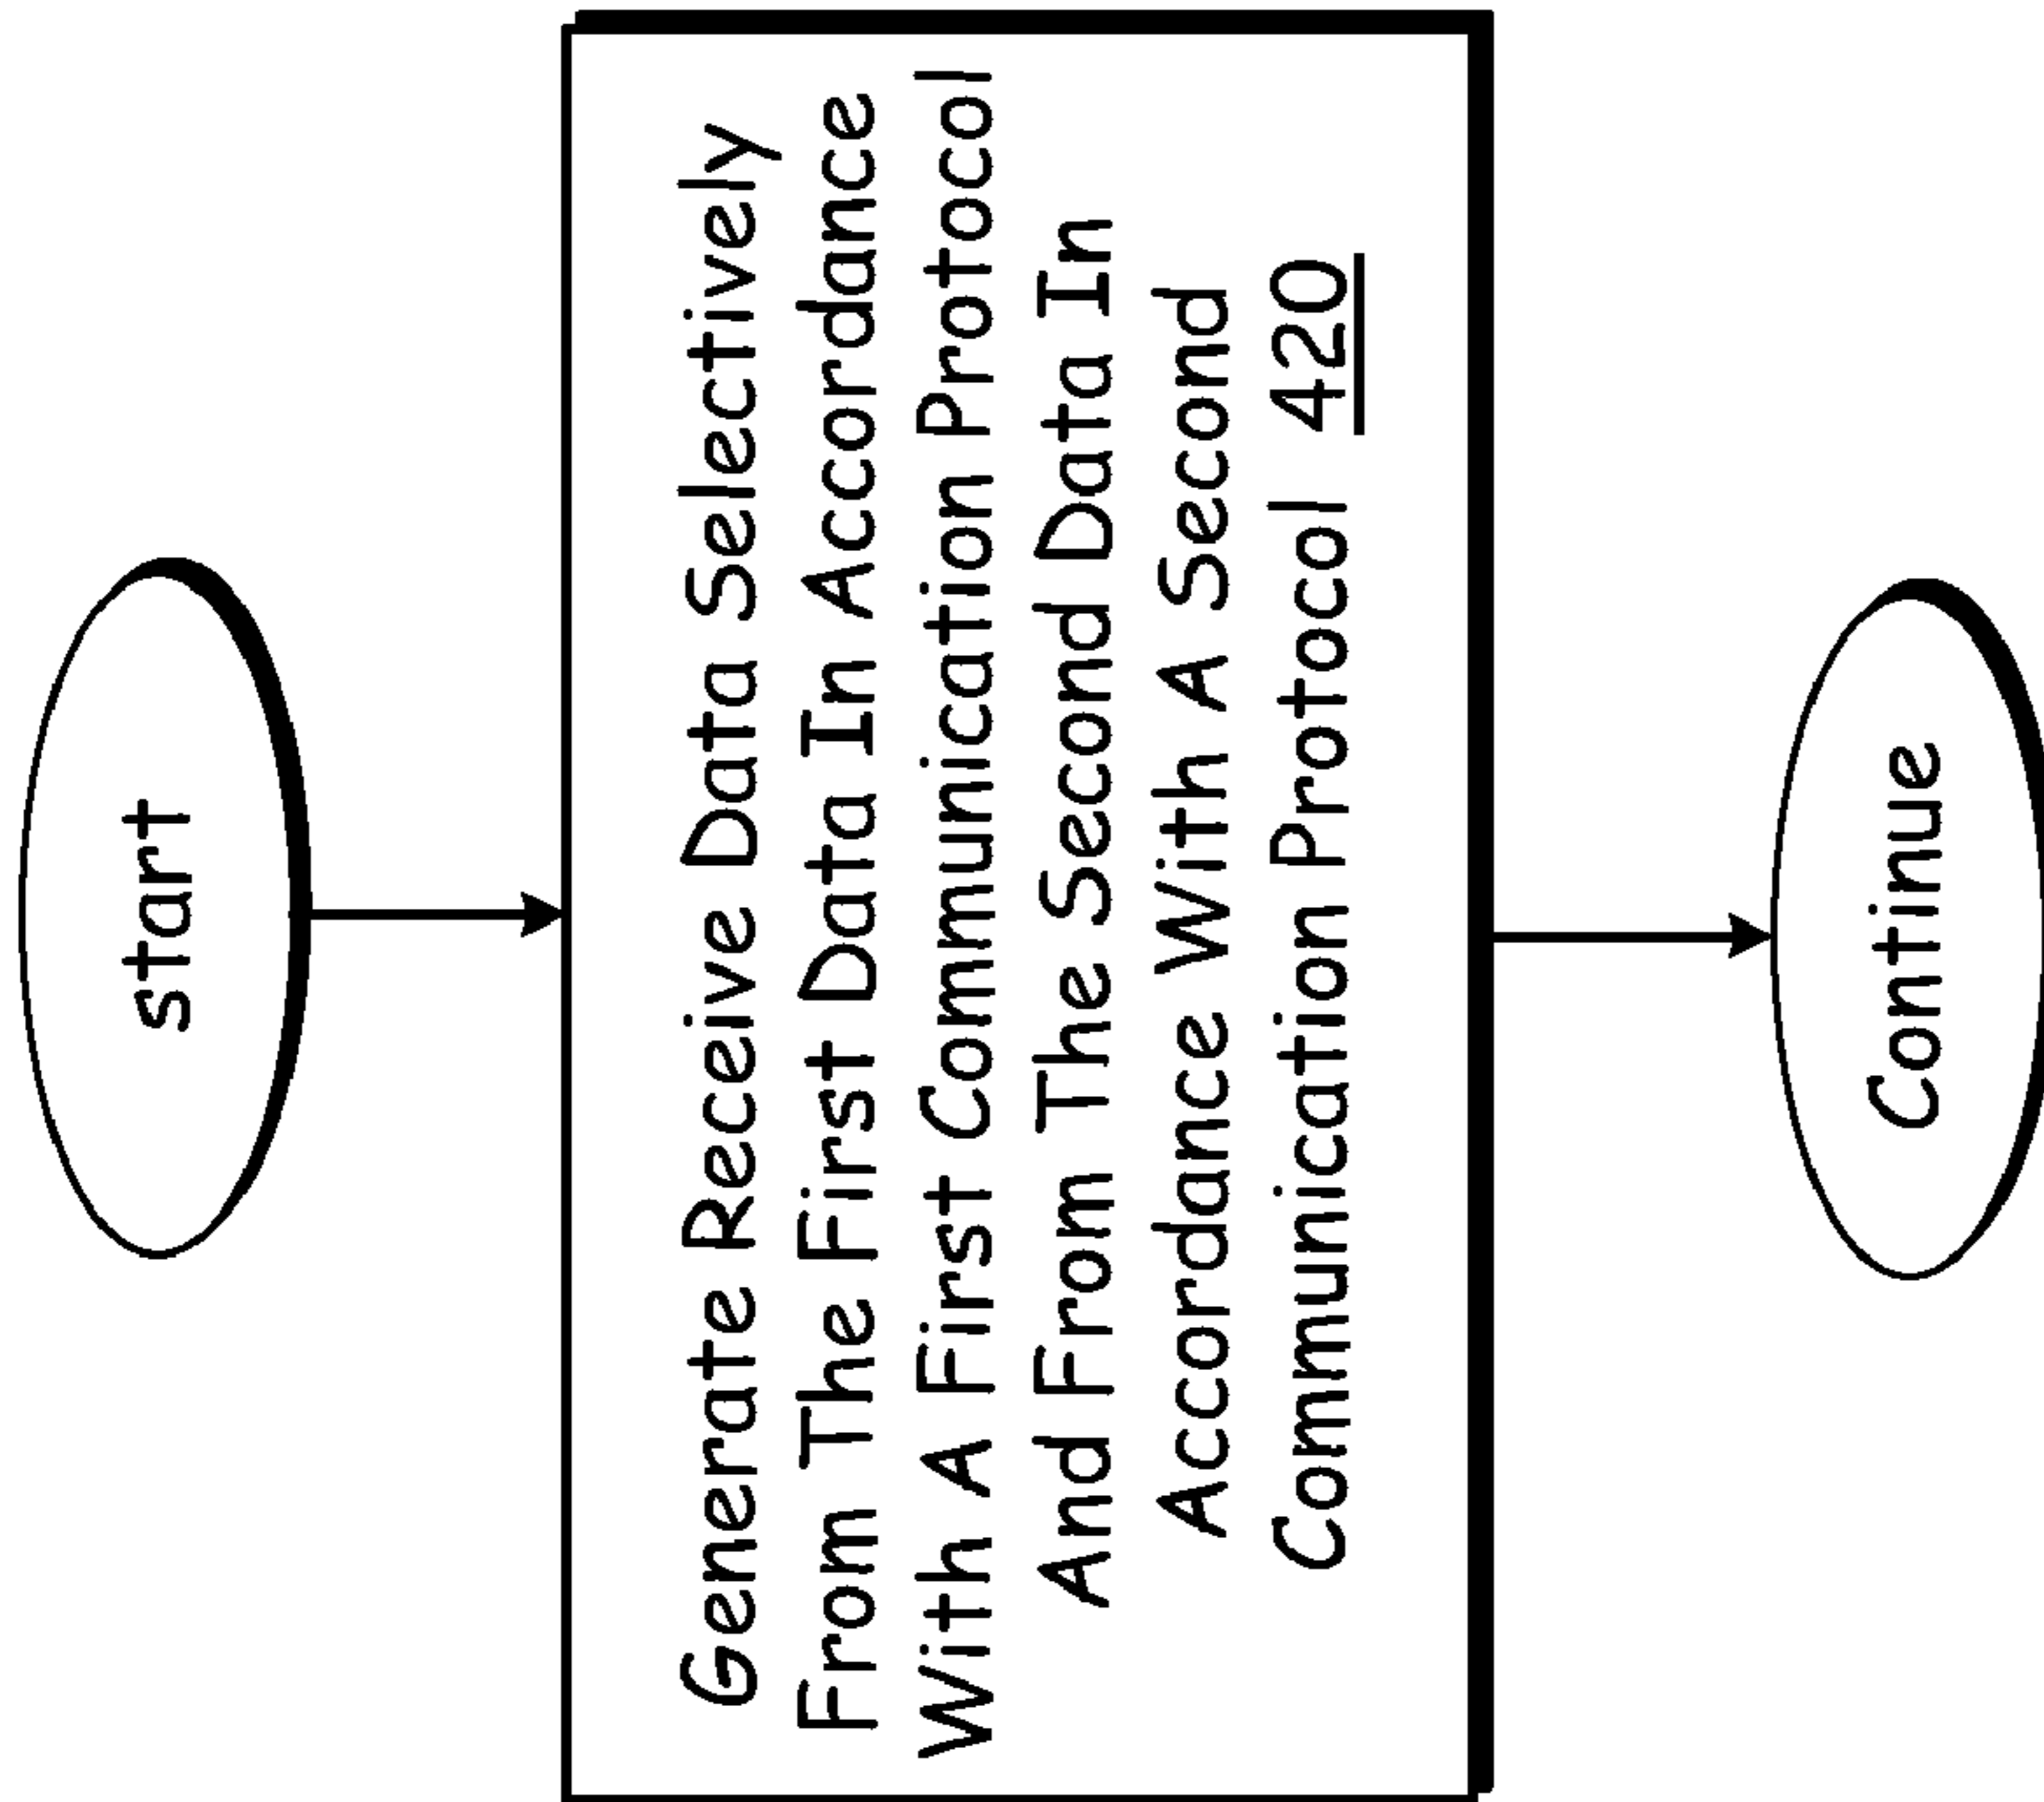 start
Generate Receive Data Selectively
From The First Data In Accordance
With A First Communication Protocol
And From The Second Data In
Accordance With A Second
Communication Protocol 420
Continue